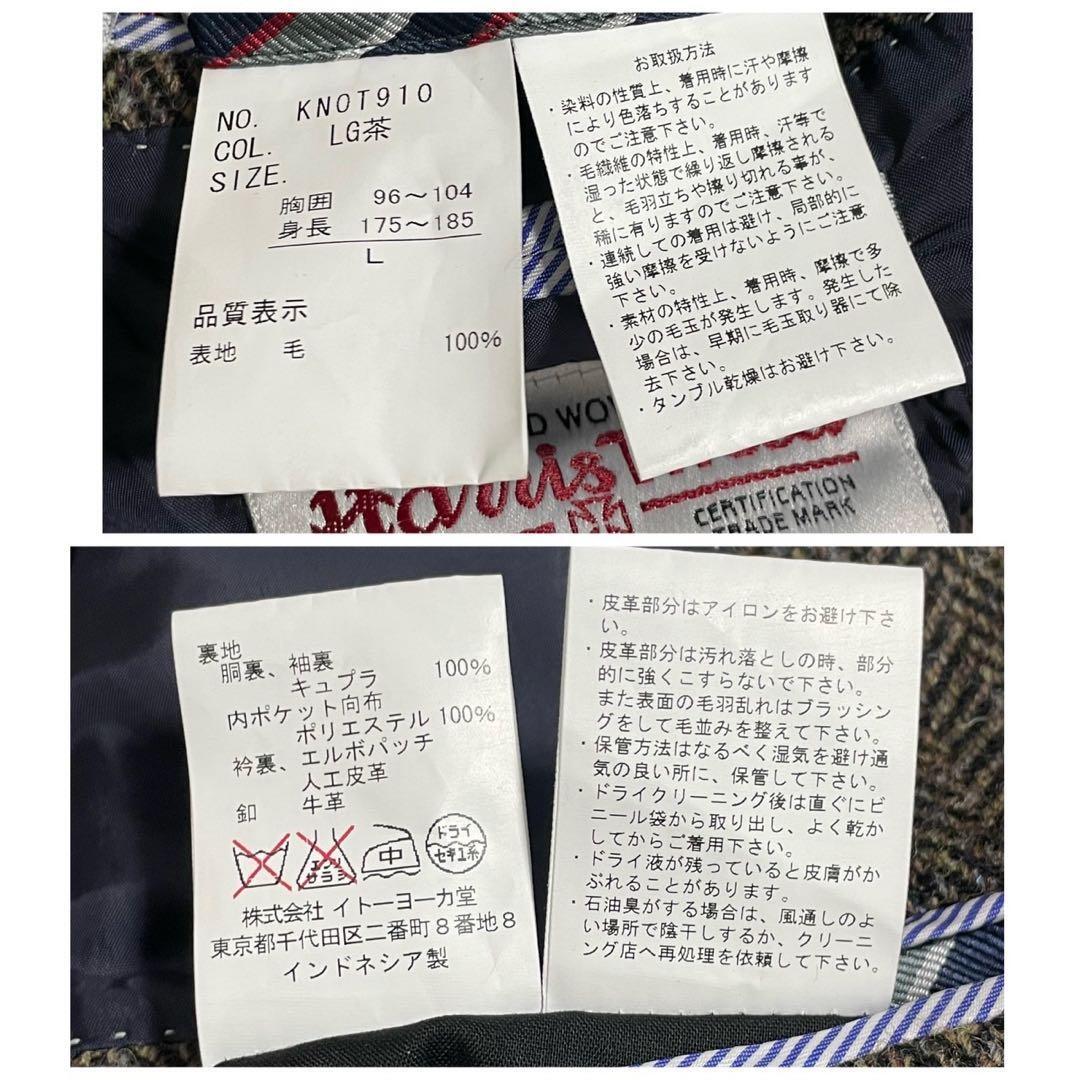 NO. KNOT910
COL. LG茶
SIZE.
胸囲 96～104
身長 175～185
L
品質表示
表地 毛 100%
お取扱方法
・染料の性質上、着用時に汗や摩擦
により色落ちすることがあります
のでご注意下さい。
・毛繊維の特性上、着用時、汗等で
湿った状態で繰り返し摩擦される
と、毛羽立ちや擦り切れる事が、
稀に有りますのでご注意下さい。
・連続しての着用は避け、局部的に
強い摩擦を受けないようにご注意
下さい。
・素材の特性上、着用時、摩擦で多
少の毛玉が発生します。発生した
場合は、早期に毛玉取り器にて除
去下さい。
・タンブル乾燥はお避け下さい。
Harris
CERTIFICATION
TRADE MARK
裏地
胴裏、袖裏
キュプラ 100%
内ポケット向布
ポリエステル 100%
衿裏、エルボパッチ
人工皮革
釦 牛革
エンソ
サラシ
中
ドライ
セキユ系
株式会社 イトーヨーカ堂
東京都千代田区二番町８番地８
インドネシア製
・皮革部分はアイロンをお避け下さ
い。
・皮革部分は汚れ落としの時、部分
的に強くこすらないで下さい。
また表面の毛羽乱れはブラッシン
グをして毛並みを整えて下さい。
・保管方法はなるべく湿気を避け通
気の良い所に、保管して下さい。
・ドライクリーニング後は直ぐにビ
ニール袋から取り出し、よく乾か
してからご着用下さい。
・ドライ液が残っていると皮膚がか
ぶれることがあります。
・石油臭がする場合は、風通しのよ
い場所で陰干しするか、クリーニ
ング店へ再処理を依頼して下さい。